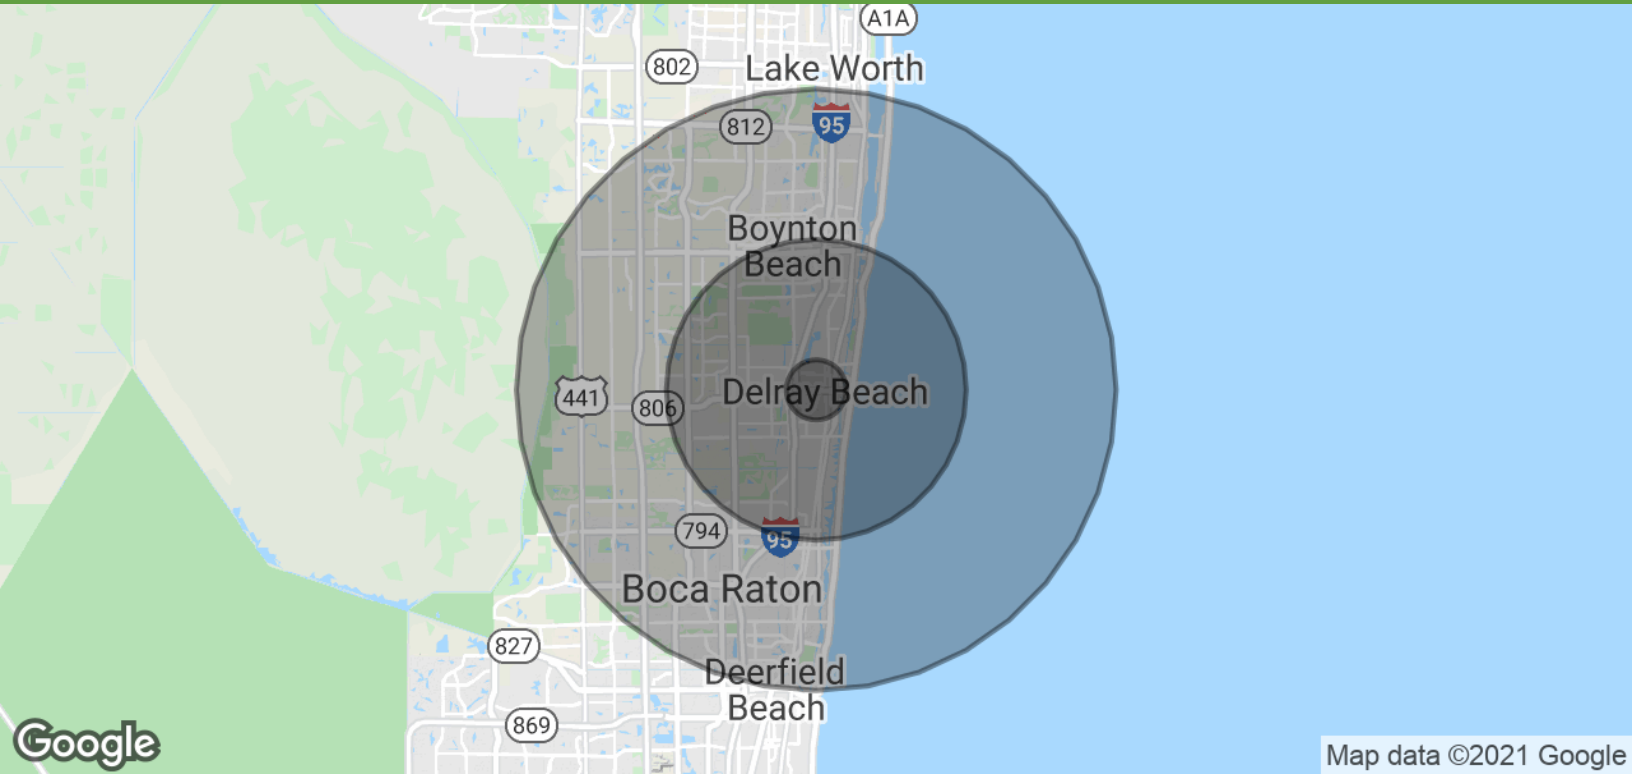 A1A
802
Lake Worth
812
95
Boynton
Beach
441
806
Delray Beach
794
95
Boca Raton
827
Deerfield
Beach
869
Google
Map data ©2021 Google